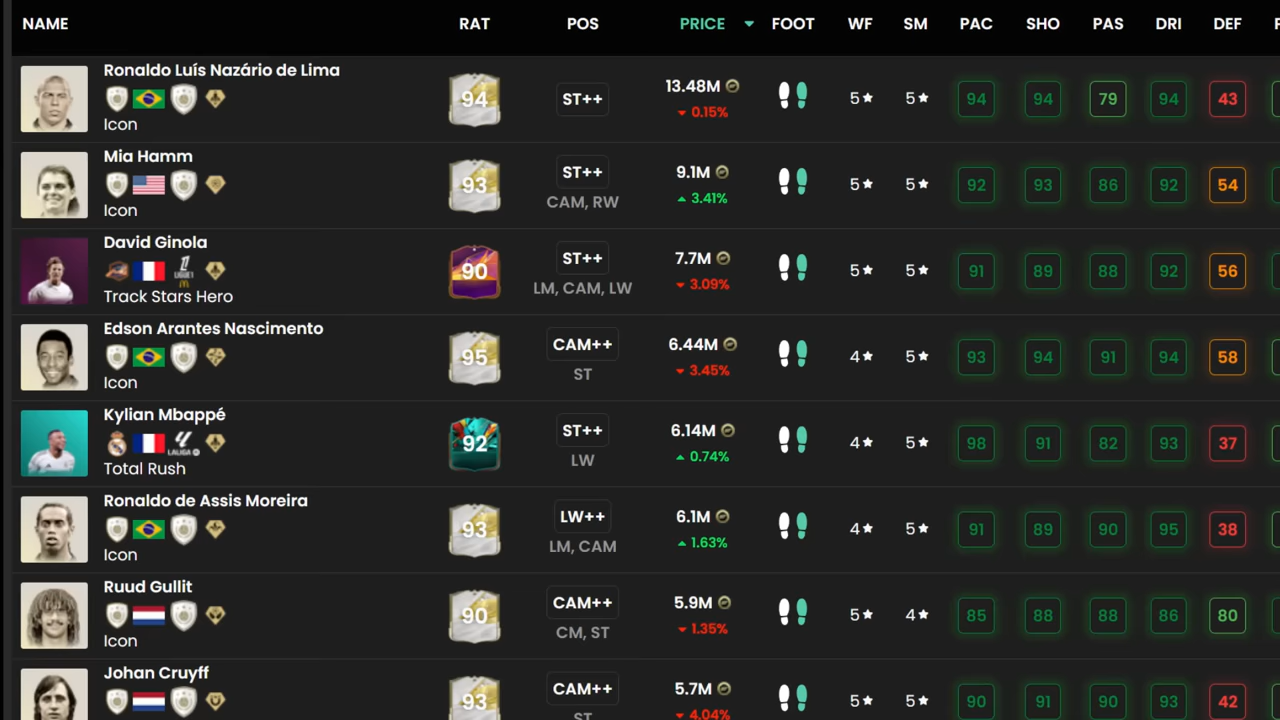 NAME RAT POS PRICE FOOT WF SM PAC SHO PAS DRI DEF
Ronaldo Luís Nazário de Lima
Icon
94 ST++ 13.48M 0.15% 5★ 5★ 94 94 79 94 43
Mia Hamm
Icon
93 ST++ 9.1M 5★ 5★ 92 93 86 92 54
CAM, RW 3.41%
David Ginola
LIGUE1
Track Stars Hero
90 ST++ 7.7M 5★ 5★ 91 89 88 92 56
LM, CAM, LW 3.09%
Edson Arantes Nascimento
Icon
95 CAM++ 6.44M 4★ 5★ 93 94 91 94 58
ST 3.45%
Kylian Mbappé
LALIGA
Total Rush
92 ST++ 6.14M 4★ 5★ 98 91 82 93 37
LW 0.74%
Ronaldo de Assis Moreira
Icon
93 LW++ 6.1M 4★ 5★ 91 89 90 95 38
LM, CAM 1.63%
Ruud Gullit
Icon
90 CAM++ 5.9M 5★ 4★ 85 88 88 86 80
CM, ST 1.35%
Johan Cruyff
93 CAM++ 5.7M 5★ 5★ 90 91 90 93 42
ST 4.04%